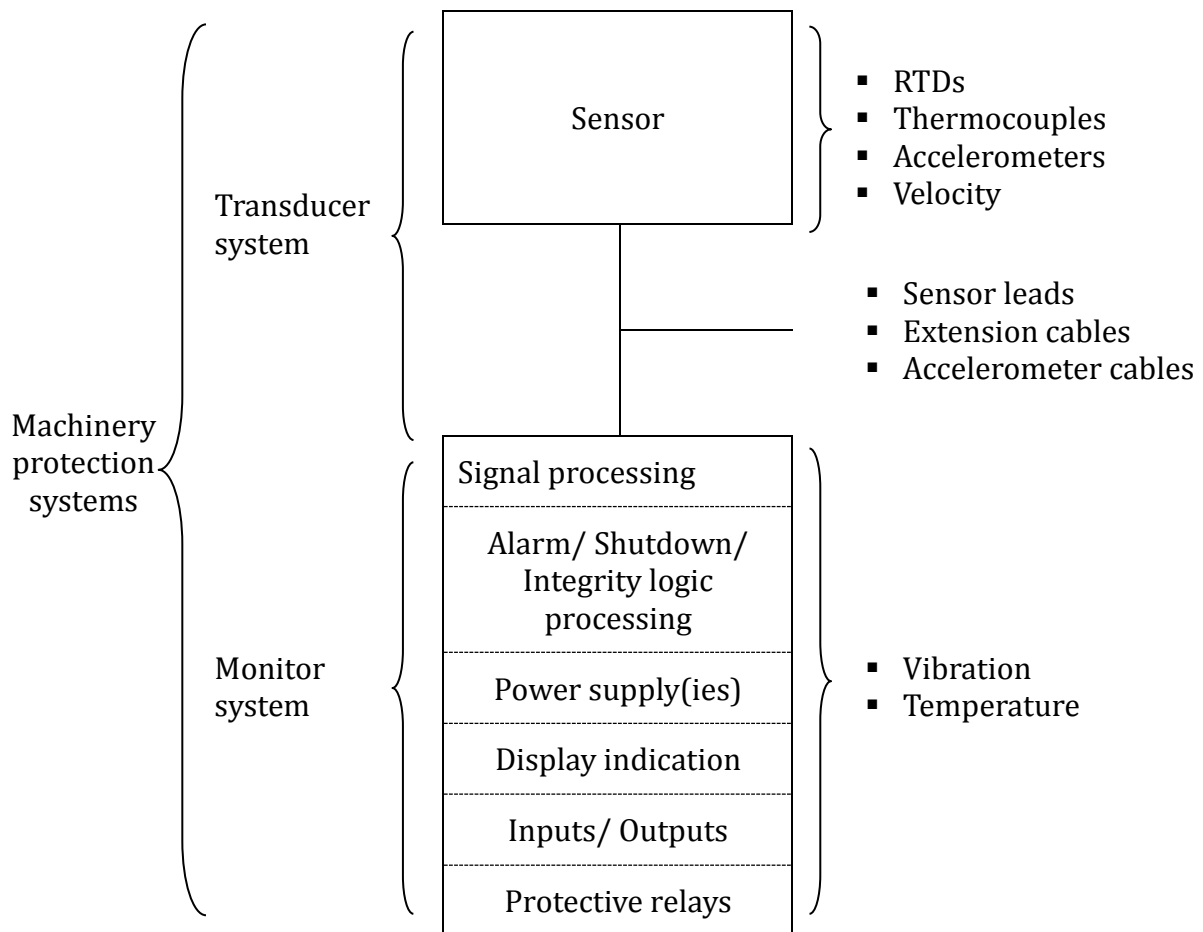 Sensor
▪ RTDs
▪ Thermocouples
▪ Accelerometers
▪ Velocity
Transducer
system
▪ Sensor leads
▪ Extension cables
▪ Accelerometer cables
Machinery
protection
systems
Signal processing
Alarm/ Shutdown/
Integrity logic
processing
Monitor
system
Power supply(ies)
Display indication
Inputs/ Outputs
Protective relays
▪ Vibration
▪ Temperature